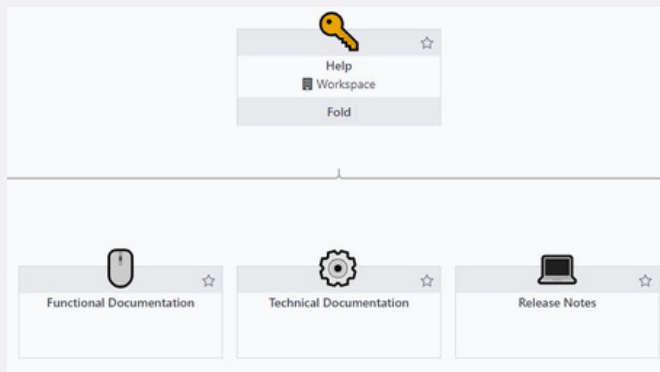 Help
Workspace
Fold
Functional Documentation
Technical Documentation
Release Notes